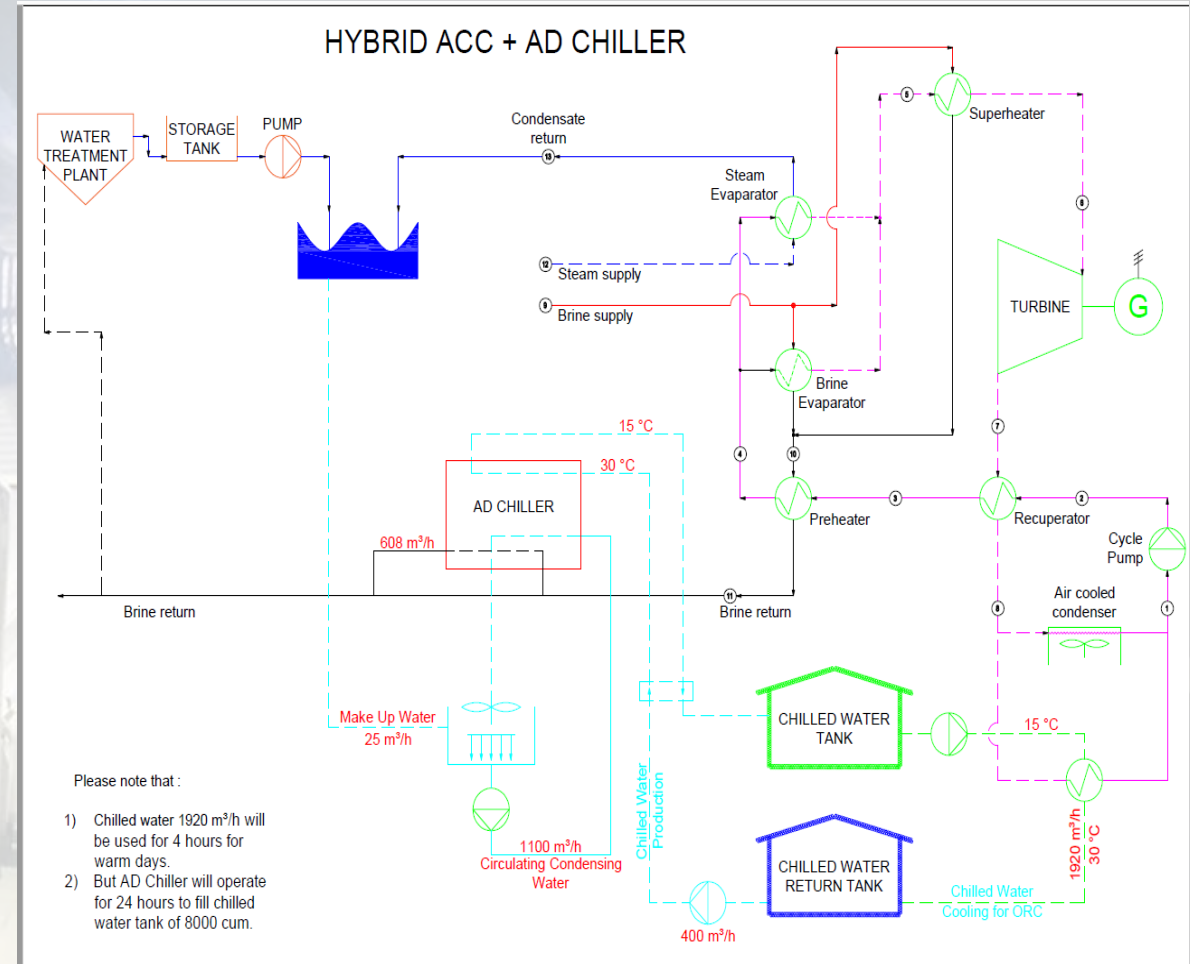 HYBRID ACC + AD CHILLER
WATER
TREATMENT
PLANT
STORAGE
TANK
PUMP
Condensate
return
13
Steam
Evaporator
5
Superheater
6
12
Steam supply
9
Brine supply
TURBINE
G
Brine
Evaporator
15 °C
30 °C
AD CHILLER
608 m³/h
4
10
7
Preheater
3
Recuperator
2
Cycle
Pump
Brine return
11
Brine return
8
Air cooled
condenser
1
Make Up Water
25 m³/h
CHILLED WATER
TANK
15 °C
Chilled Water
Production
1920 m³/h
30 °C
1100 m³/h
Circulating Condensing
Water
CHILLED WATER
RETURN TANK
Chilled Water
Cooling for ORC
400 m³/h
Please note that :
1) Chilled water 1920 m³/h will
be used for 4 hours for
warm days.
2) But AD Chiller will operate
for 24 hours to fill chilled
water tank of 8000 cum.